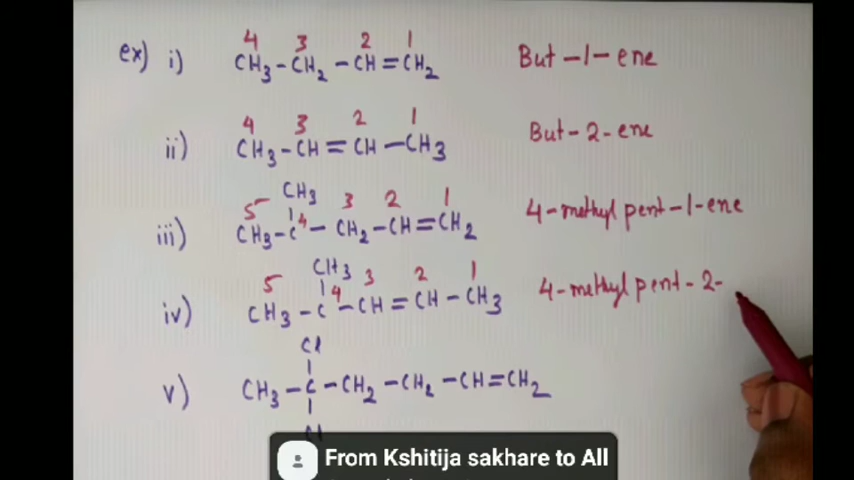 ex) i) CH3-CH2-CH=CH2 But-1-ene
4 3 2 1
ii) CH3-CH=CH-CH3 But-2-ene
4 3 2 1
iii) CH3-C-CH2-CH=CH2 4-methyl pent-1-ene
CH3
5 4 3 2 1
iv) CH3-C-CH=CH-CH3 4-methyl pent-2-
CH3
5 4 3 2 1
Cl
v) CH3-C-CH2-CH2-CH=CH2
Cl
From Kshitija sakhare to All